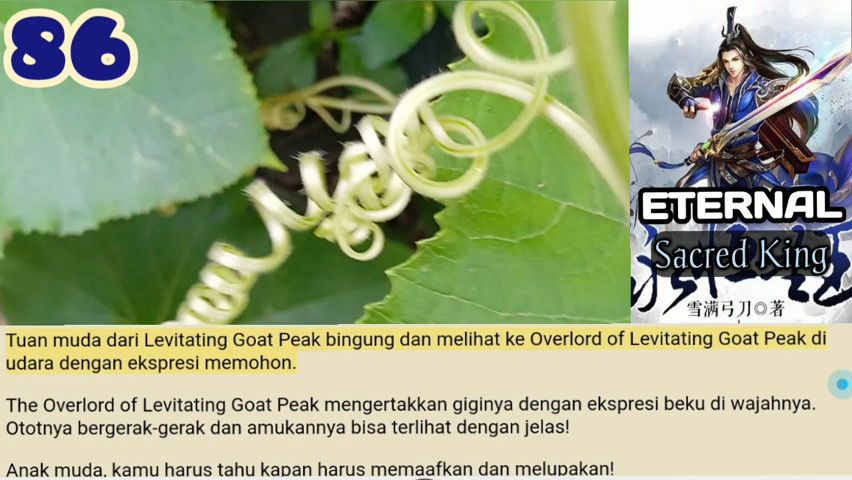 86
ETERNAL
Sacred King
雪满弓刀◎著
Tuan muda dari Levitating Goat Peak bingung dan melihat ke Overlord of Levitating Goat Peak di
udara dengan ekspresi memohon.
The Overlord of Levitating Goat Peak mengertakkan giginya dengan ekspresi beku di wajahnya.
Ototnya bergerak-gerak dan amukannya bisa terlihat dengan jelas!
Anak muda, kamu harus tahu kapan harus memaafkan dan melupakan!